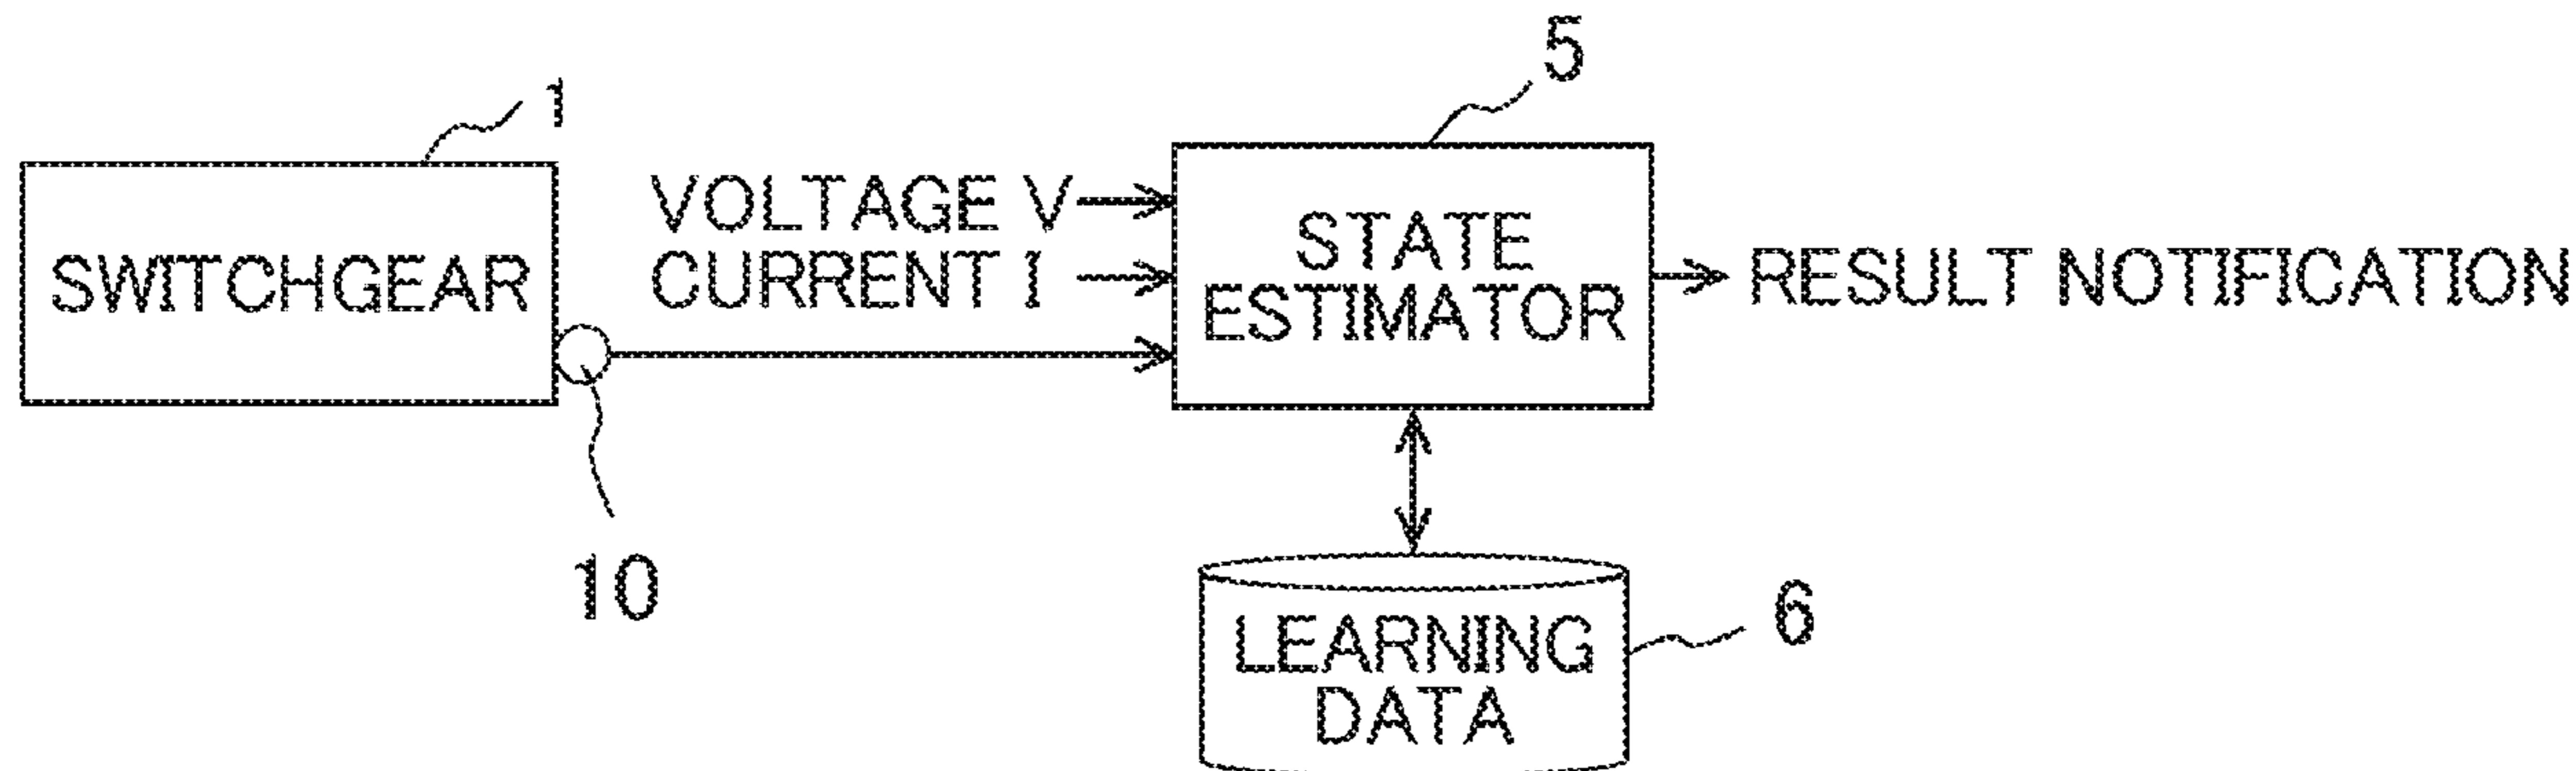 1
5
SWITCHGEAR
VOLTAGE V
CURRENT I
STATE
ESTIMATOR
RESULT NOTIFICATION
10
LEARNING
DATA
6